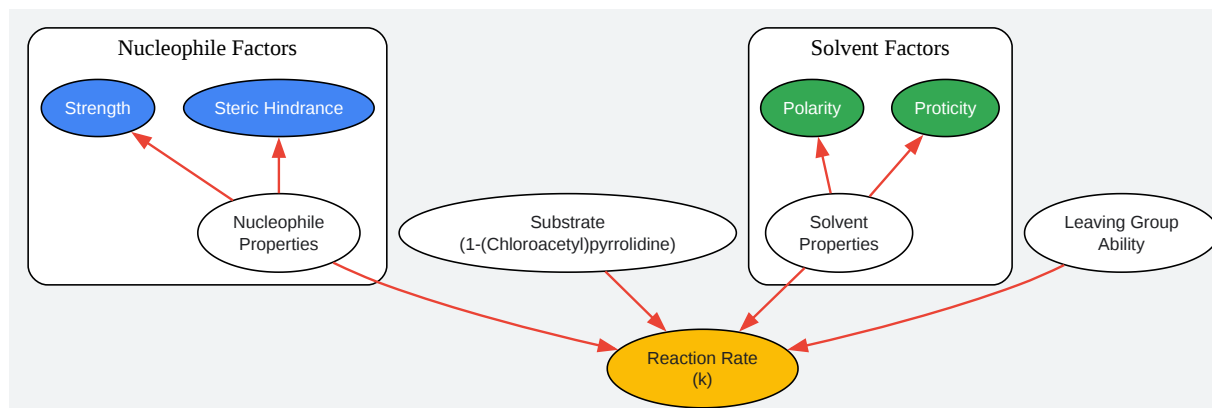 Nucleophile Factors
Solvent Factors
Strength
Steric Hindrance
Polarity
Proticity
Nucleophile
Properties
Substrate
(1-(Chloroacetyl)pyrrolidine)
Solvent
Properties
Leaving Group
Ability
Reaction Rate
(k)